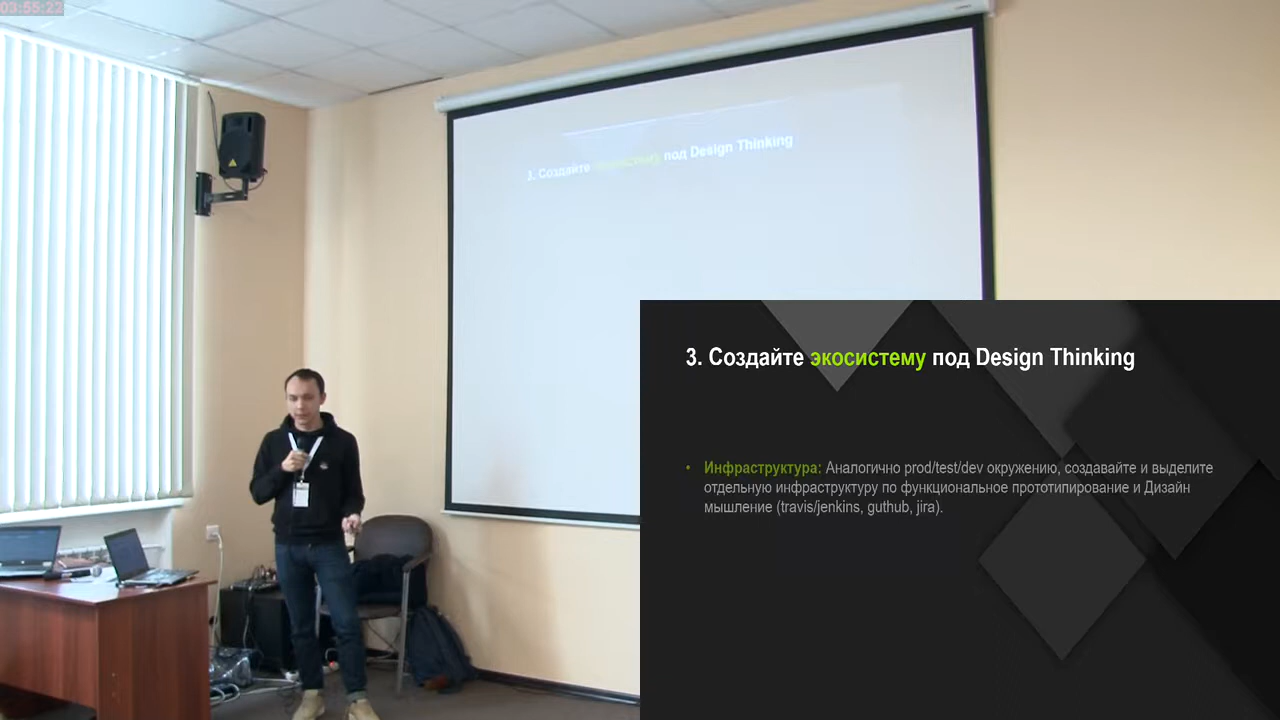 03:55:22
3. Создайте экосистему под Design Thinking
3. Создайте экосистему под Design Thinking
• Инфраструктура: Аналогично prod/test/dev окружению, создавайте и выделите
отдельную инфраструктуру по функциональное прототипирование и Дизайн
мышление (travis/jenkins, guthub, jira).